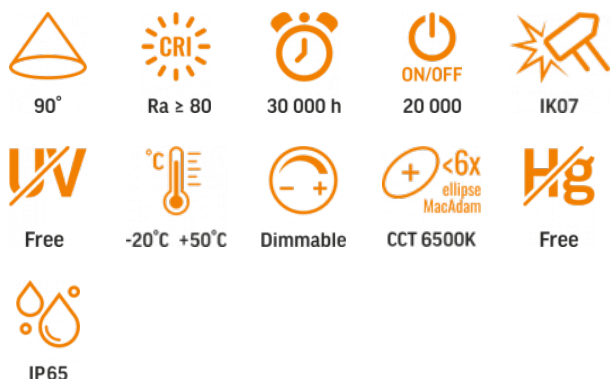 CRI
90° Ra ≥ 80 30 000 h ON/OFF 20 000 IK07
UV °C - + + <6x ellipse MacAdam Hg
Free -20°C +50°C Dimmable CCT 6500K Free
IP65